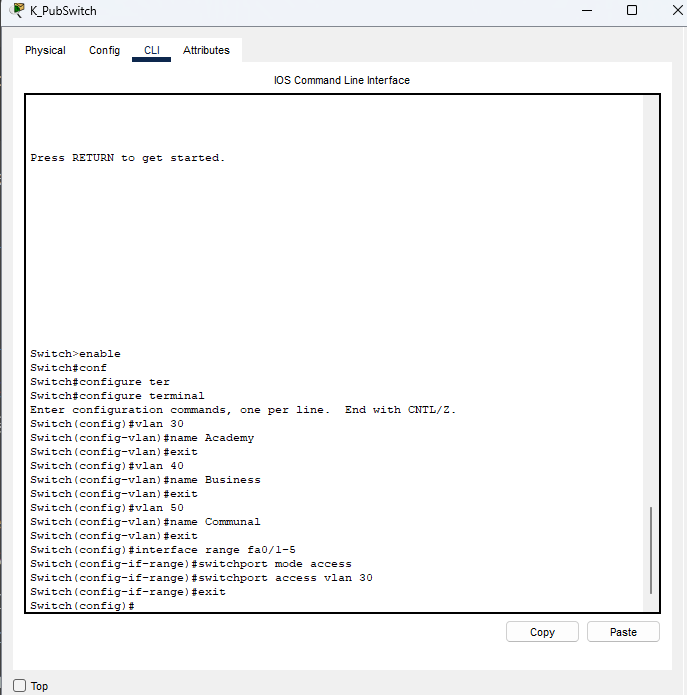 K_PubSwitch
Physical Config CLI Attributes
IOS Command Line Interface
Press RETURN to get started.
Switch>enable
Switch#conf
Switch#configure ter
Switch#configure terminal
Enter configuration commands, one per line.  End with CNTL/Z.
Switch(config)#vlan 30
Switch(config-vlan)#name Academy
Switch(config-vlan)#exit
Switch(config)#vlan 40
Switch(config-vlan)#name Business
Switch(config-vlan)#exit
Switch(config)#vlan 50
Switch(config-vlan)#name Communal
Switch(config-vlan)#exit
Switch(config)#interface range fa0/1-5
Switch(config-if-range)#switchport mode access
Switch(config-if-range)#switchport access vlan 30
Switch(config-if-range)#exit
Switch(config)#
Copy Paste
Top